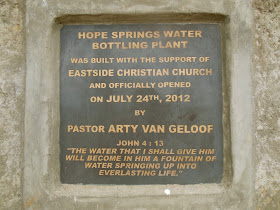 HOPE SPRINGS WATER
BOTTLING PLANT
WAS BUILT WITH THE SUPPORT OF
EASTSIDE CHRISTIAN CHURCH
AND OFFICIALLY OPENED
ON JULY 24TH, 2012
BY
PASTOR ARTY VAN GELOOF
JOHN 4 : 13
"THE WATER THAT I SHALL GIVE HIM
WILL BECOME IN HIM A FOUNTAIN OF
WATER SPRINGING UP INTO
EVERLASTING LIFE."